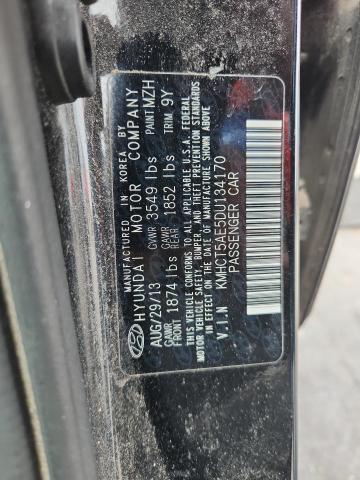 MANUFACTURED IN KOREA BY
HYUNDAI MOTOR COMPANY
AUG/29/13 GVWR 3549 lbs PAINT MZH
GAWR FRONT 1874 lbs GAWR REAR 1852 lbs TRIM 9Y
THIS VEHICLE CONFORMS TO ALL APPLICABLE U.S.A FEDERAL
MOTOR VEHICLE SAFETY, BUMPER, AND THEFT PREVENTION STANDARDS
IN EFFECT ON THE DATE OF MANUFACTURE SHOWN ABOVE
V.I.N KMHCT5AE5DU134170
PASSENGER CAR